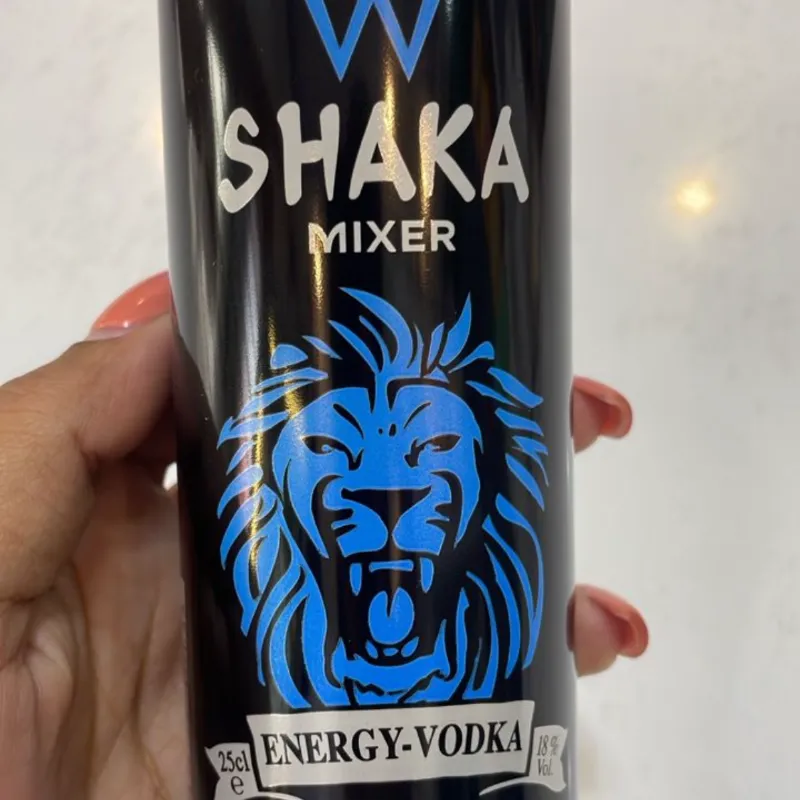 SHAKA
MIXER
ENERGY-VODKA
25cl
e
18%
Vol.